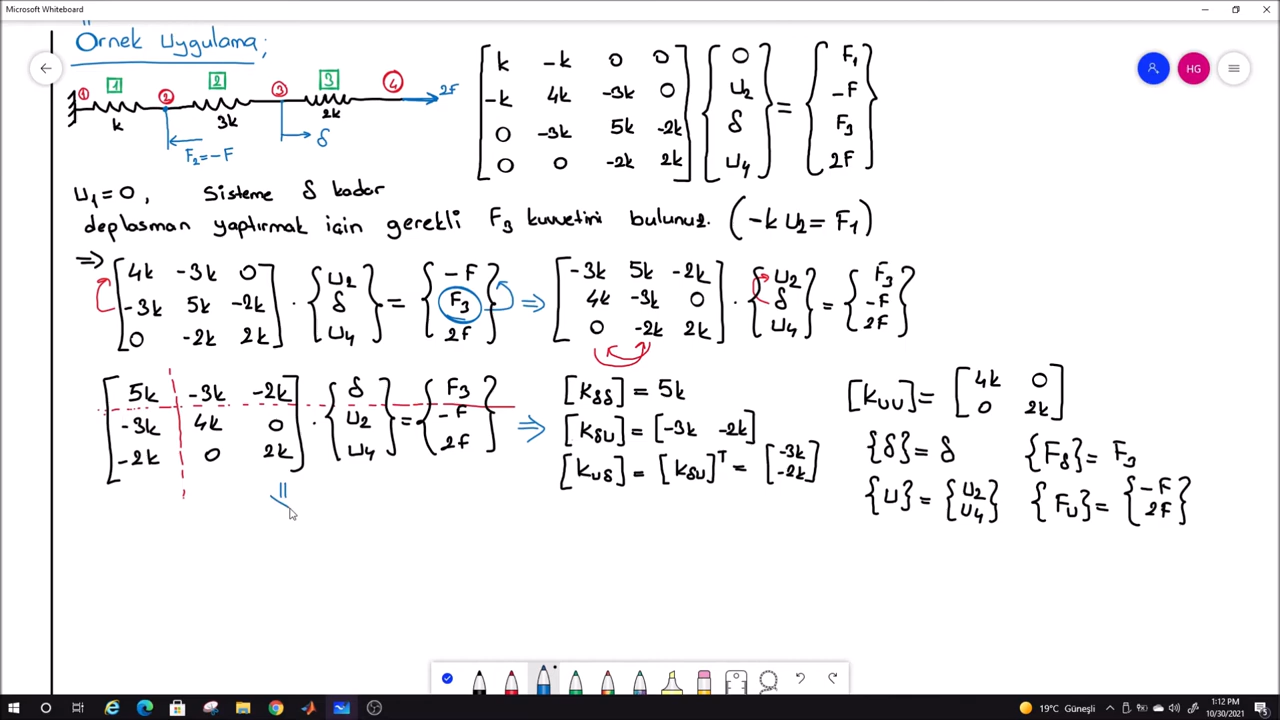 Microsoft Whiteboard
Örnek Uygulama;
1 2 3
① ② ③ ④
k 3k 2k 2F
F₂=-F δ
[k -k 0 0; -k 4k -3k 0; 0 -3k 5k -2k; 0 0 -2k 2k] {0; U₂; δ; U₄} = {F₁; -F; F₃; 2F}
U₁=0, Sisteme δ kadar
deplasman yaptırmak için gerekli F₃ kuvvetini bulunuz. (-k U₂ = F₁)
⇒ [4k -3k 0; -3k 5k -2k; 0 -2k 2k] · {U₂; δ; U₄} = {-F; F₃; 2F} ⇒ [-3k 5k -2k; 4k -3k 0; 0 -2k 2k] · {U₂; δ; U₄} = {F₃; -F; 2F}
[5k -3k -2k; -3k 4k 0; -2k 0 2k] · {δ; U₂; U₄} = {F₃; -F; 2F} ⇒
[Kδδ] = 5k
[KδU] = [-3k -2k]
[KUδ] = [KδU]ᵀ = [-3k; -2k]
[KUU] = [4k 0; 0 2k]
{δ} = δ {Fδ} = F₃
{U} = {U₂; U₄} {FU} = {-F; 2F}
HG
19°C Güneşli
1:12 PM
10/30/2021
5